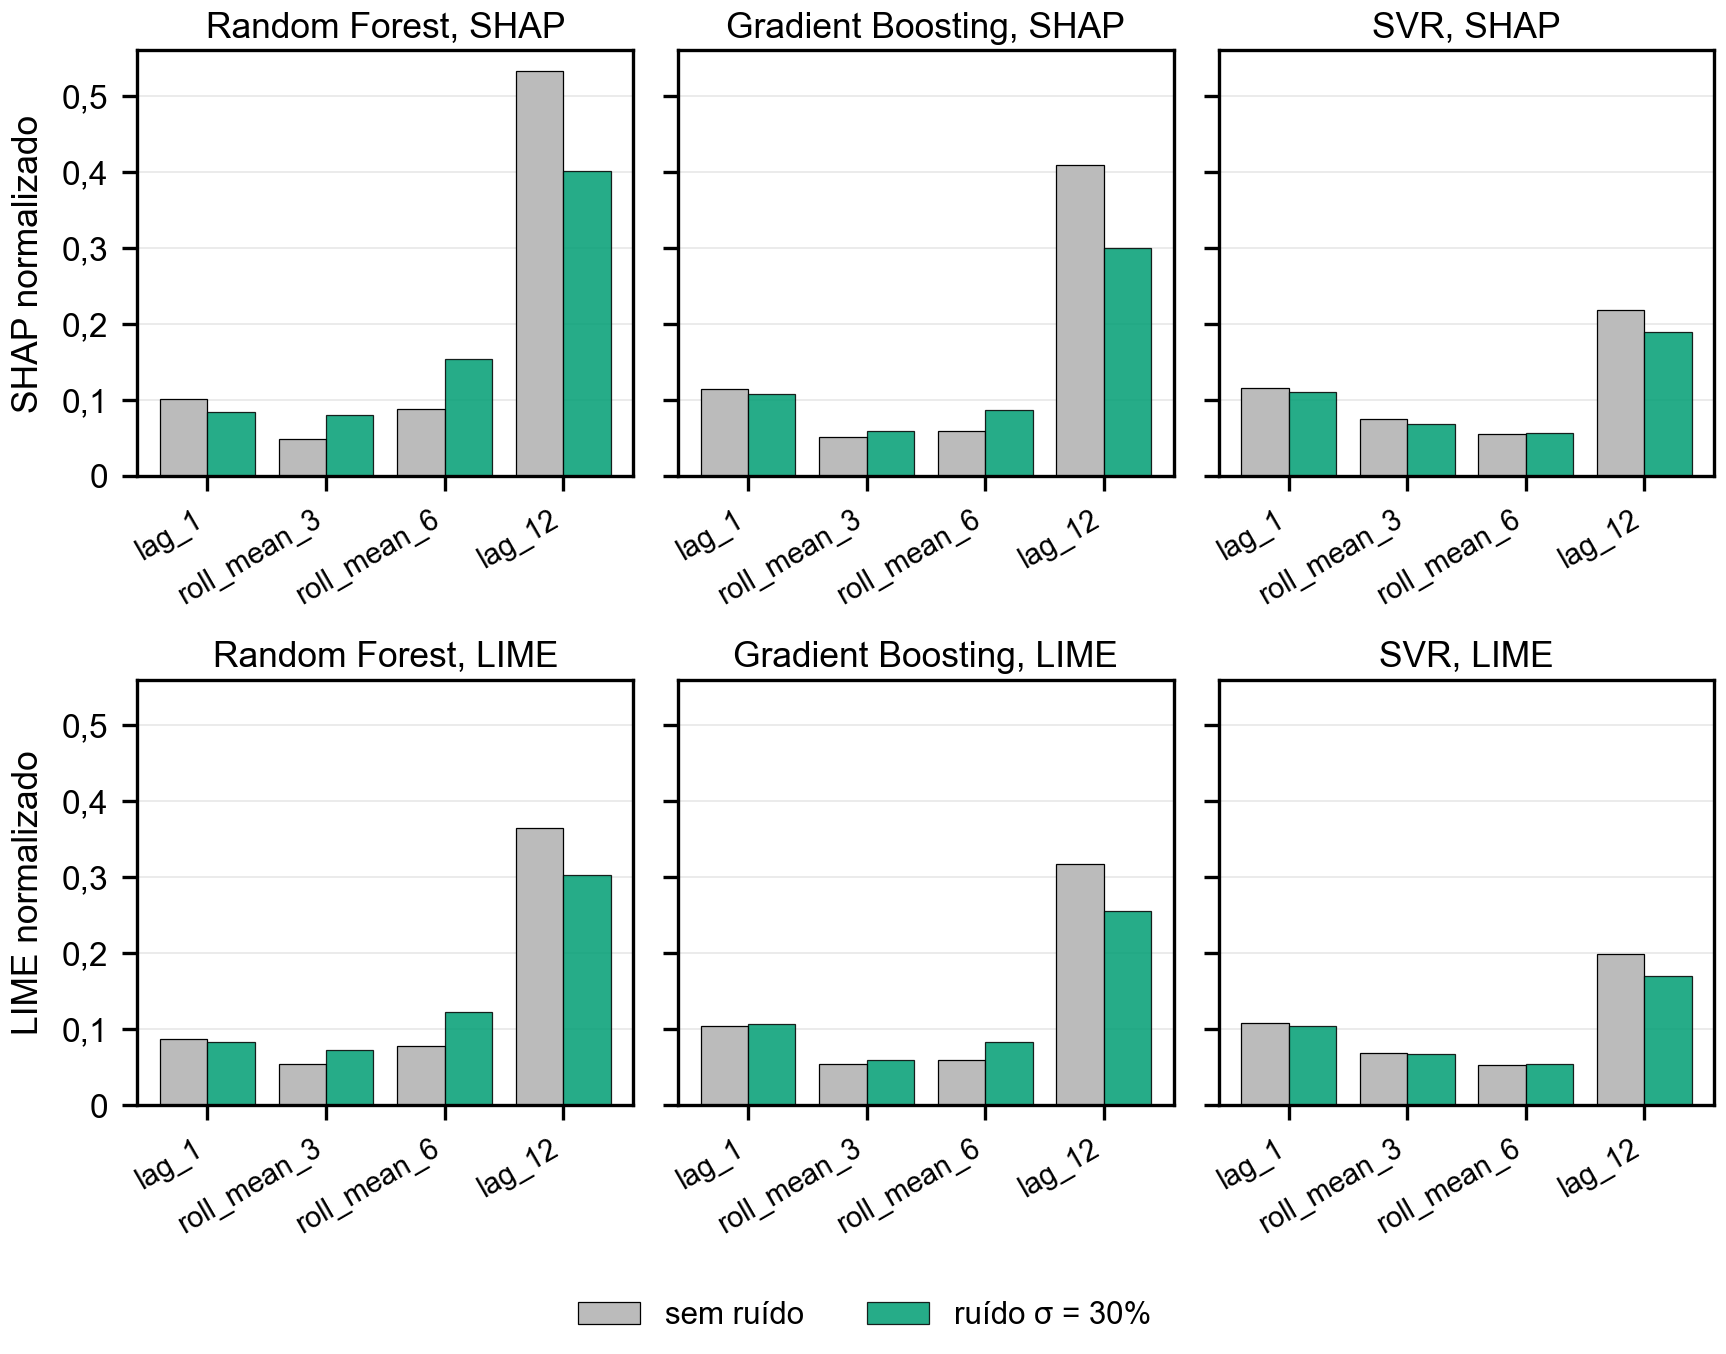 Random Forest, SHAP
Gradient Boosting, SHAP
SVR, SHAP
SHAP normalizado
0,5
0,4
0,3
0,2
0,1
0
lag_1
roll_mean_3
roll_mean_6
lag_12
lag_1
roll_mean_3
roll_mean_6
lag_12
lag_1
roll_mean_3
roll_mean_6
lag_12
Random Forest, LIME
Gradient Boosting, LIME
SVR, LIME
LIME normalizado
0,5
0,4
0,3
0,2
0,1
0
lag_1
roll_mean_3
roll_mean_6
lag_12
lag_1
roll_mean_3
roll_mean_6
lag_12
lag_1
roll_mean_3
roll_mean_6
lag_12
sem ruído
ruído σ = 30%